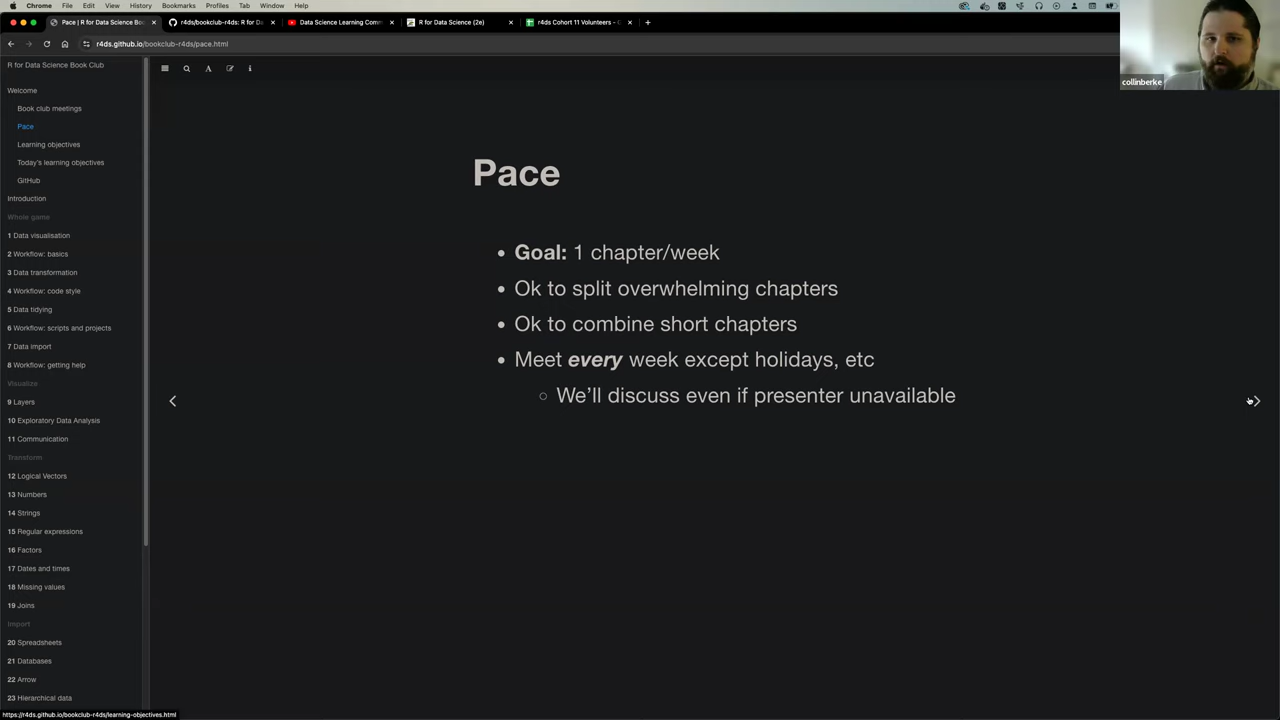 Chrome File Edit View History Bookmarks Profiles Tab Window Help
Pace | R for Data Science Boo
r4ds/bookclub-r4ds: R for Da
Data Science Learning Comm
R for Data Science (2e)
r4ds Cohort 11 Volunteers - G
r4ds.github.io/bookclub-r4ds/pace.html
collinberke
R for Data Science Book Club
Welcome
Book club meetings
Pace
Learning objectives
Today's learning objectives
GitHub
Introduction
Whole game
1 Data visualisation
2 Workflow: basics
3 Data transformation
4 Workflow: code style
5 Data tidying
6 Workflow: scripts and projects
7 Data import
8 Workflow: getting help
Visualize
9 Layers
10 Exploratory Data Analysis
11 Communication
Transform
12 Logical Vectors
13 Numbers
14 Strings
15 Regular expressions
16 Factors
17 Dates and times
18 Missing values
19 Joins
Import
20 Spreadsheets
21 Databases
22 Arrow
23 Hierarchical data
https://r4ds.github.io/bookclub-r4ds/learning-objectives.html
Pace
Goal: 1 chapter/week
Ok to split overwhelming chapters
Ok to combine short chapters
Meet every week except holidays, etc
We'll discuss even if presenter unavailable